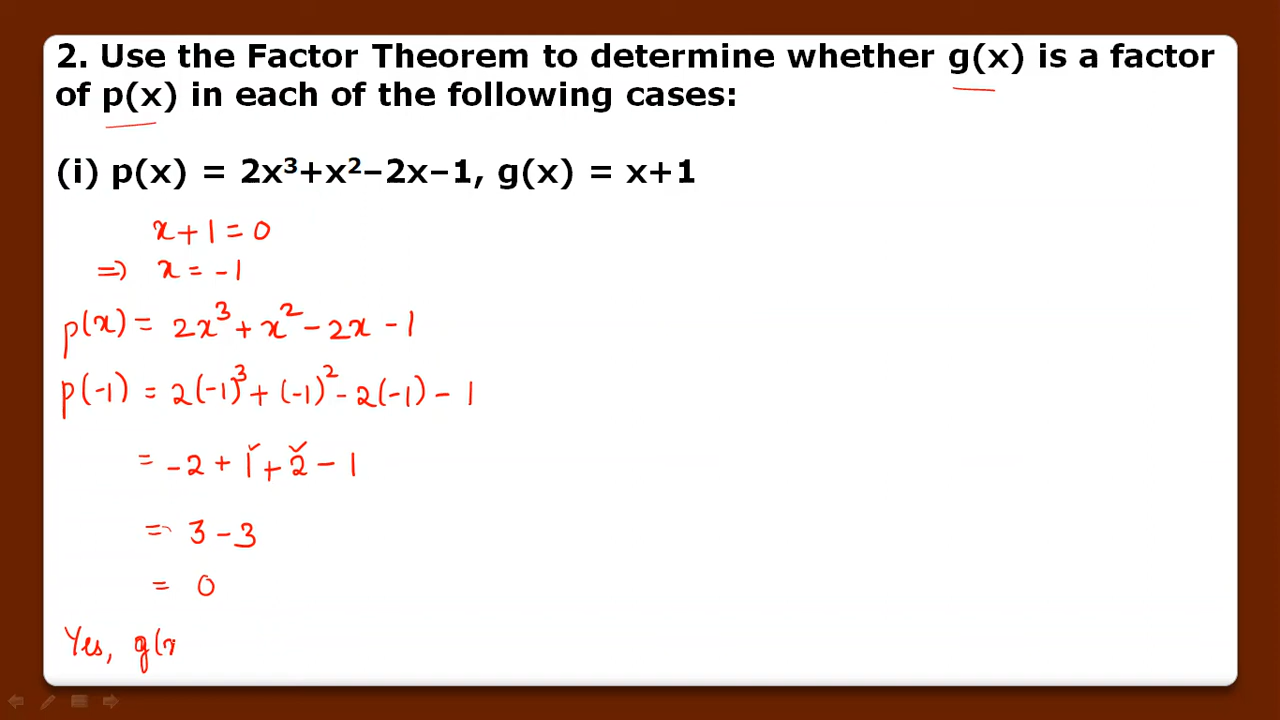 2. Use the Factor Theorem to determine whether g(x) is a factor
of p(x) in each of the following cases:
(i) p(x) = 2x³+x²−2x−1, g(x) = x+1
x + 1 = 0
⇒ x = -1
p(x) = 2x³ + x² - 2x - 1
p(-1) = 2(-1)³ + (-1)² - 2(-1) - 1
= -2 + 1 + 2 - 1
= 3 - 3
= 0
Yes, g(x